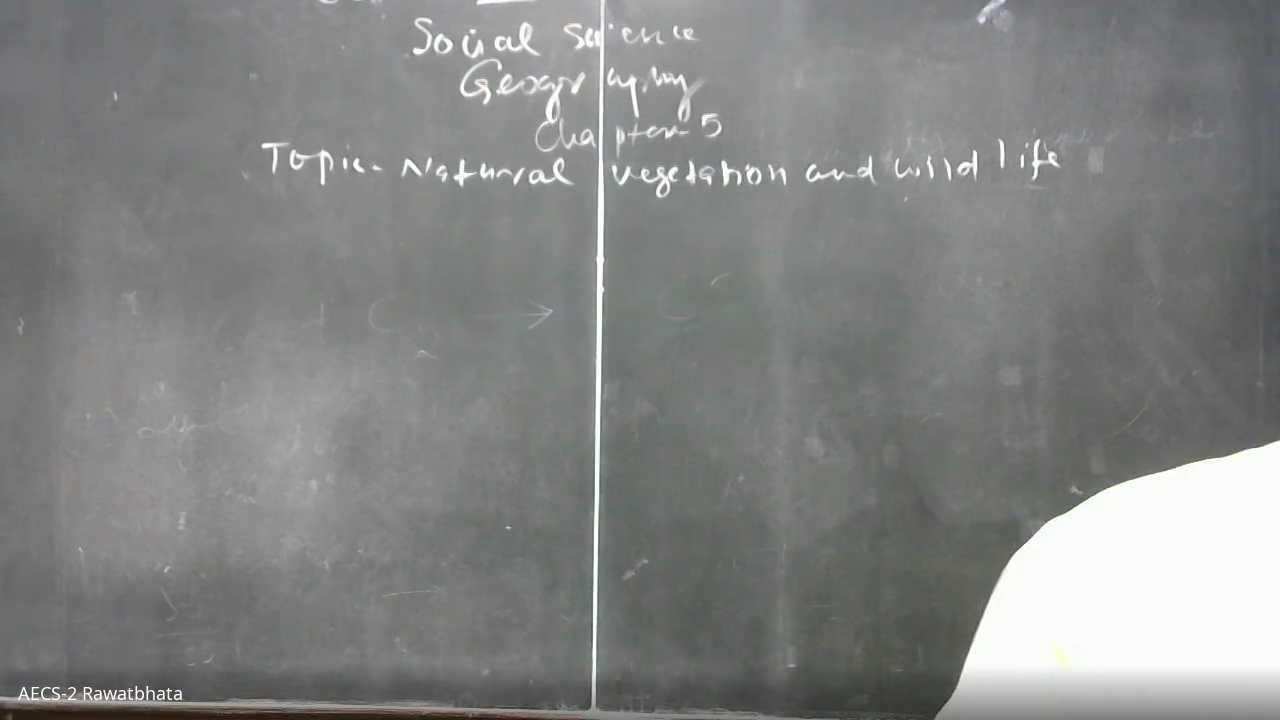 Social Science
Geography
Chapter 5
Topic- Natural vegetation and wild life
AECS-2 Rawatbhata